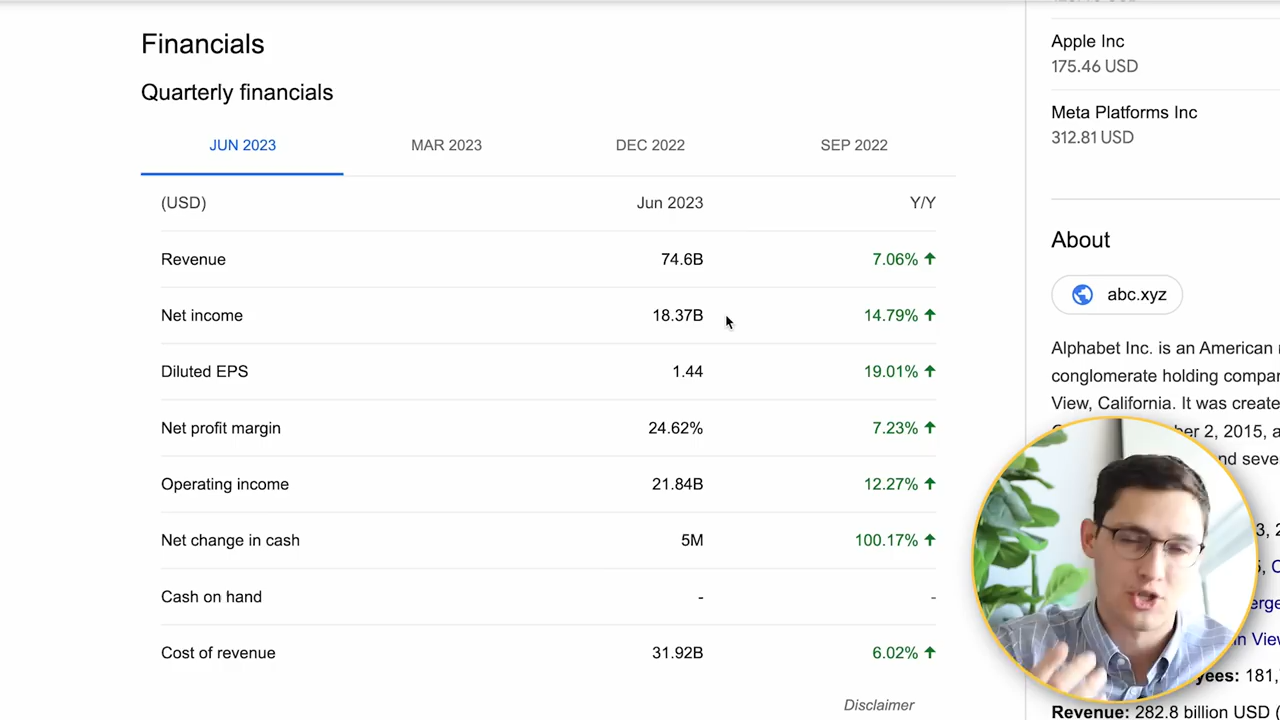 Financials
Quarterly financials
JUN 2023 MAR 2023 DEC 2022 SEP 2022
(USD) Jun 2023 Y/Y
Revenue 74.6B 7.06%
Net income 18.37B 14.79%
Diluted EPS 1.44 19.01%
Net profit margin 24.62% 7.23%
Operating income 21.84B 12.27%
Net change in cash 5M 100.17%
Cash on hand - -
Cost of revenue 31.92B 6.02%
Disclaimer
Apple Inc
175.46 USD
Meta Platforms Inc
312.81 USD
About
abc.xyz
Alphabet Inc. is an American
conglomerate holding
View, California. It was
2, 2015,
181,
Revenue: 282.8 billion USD (